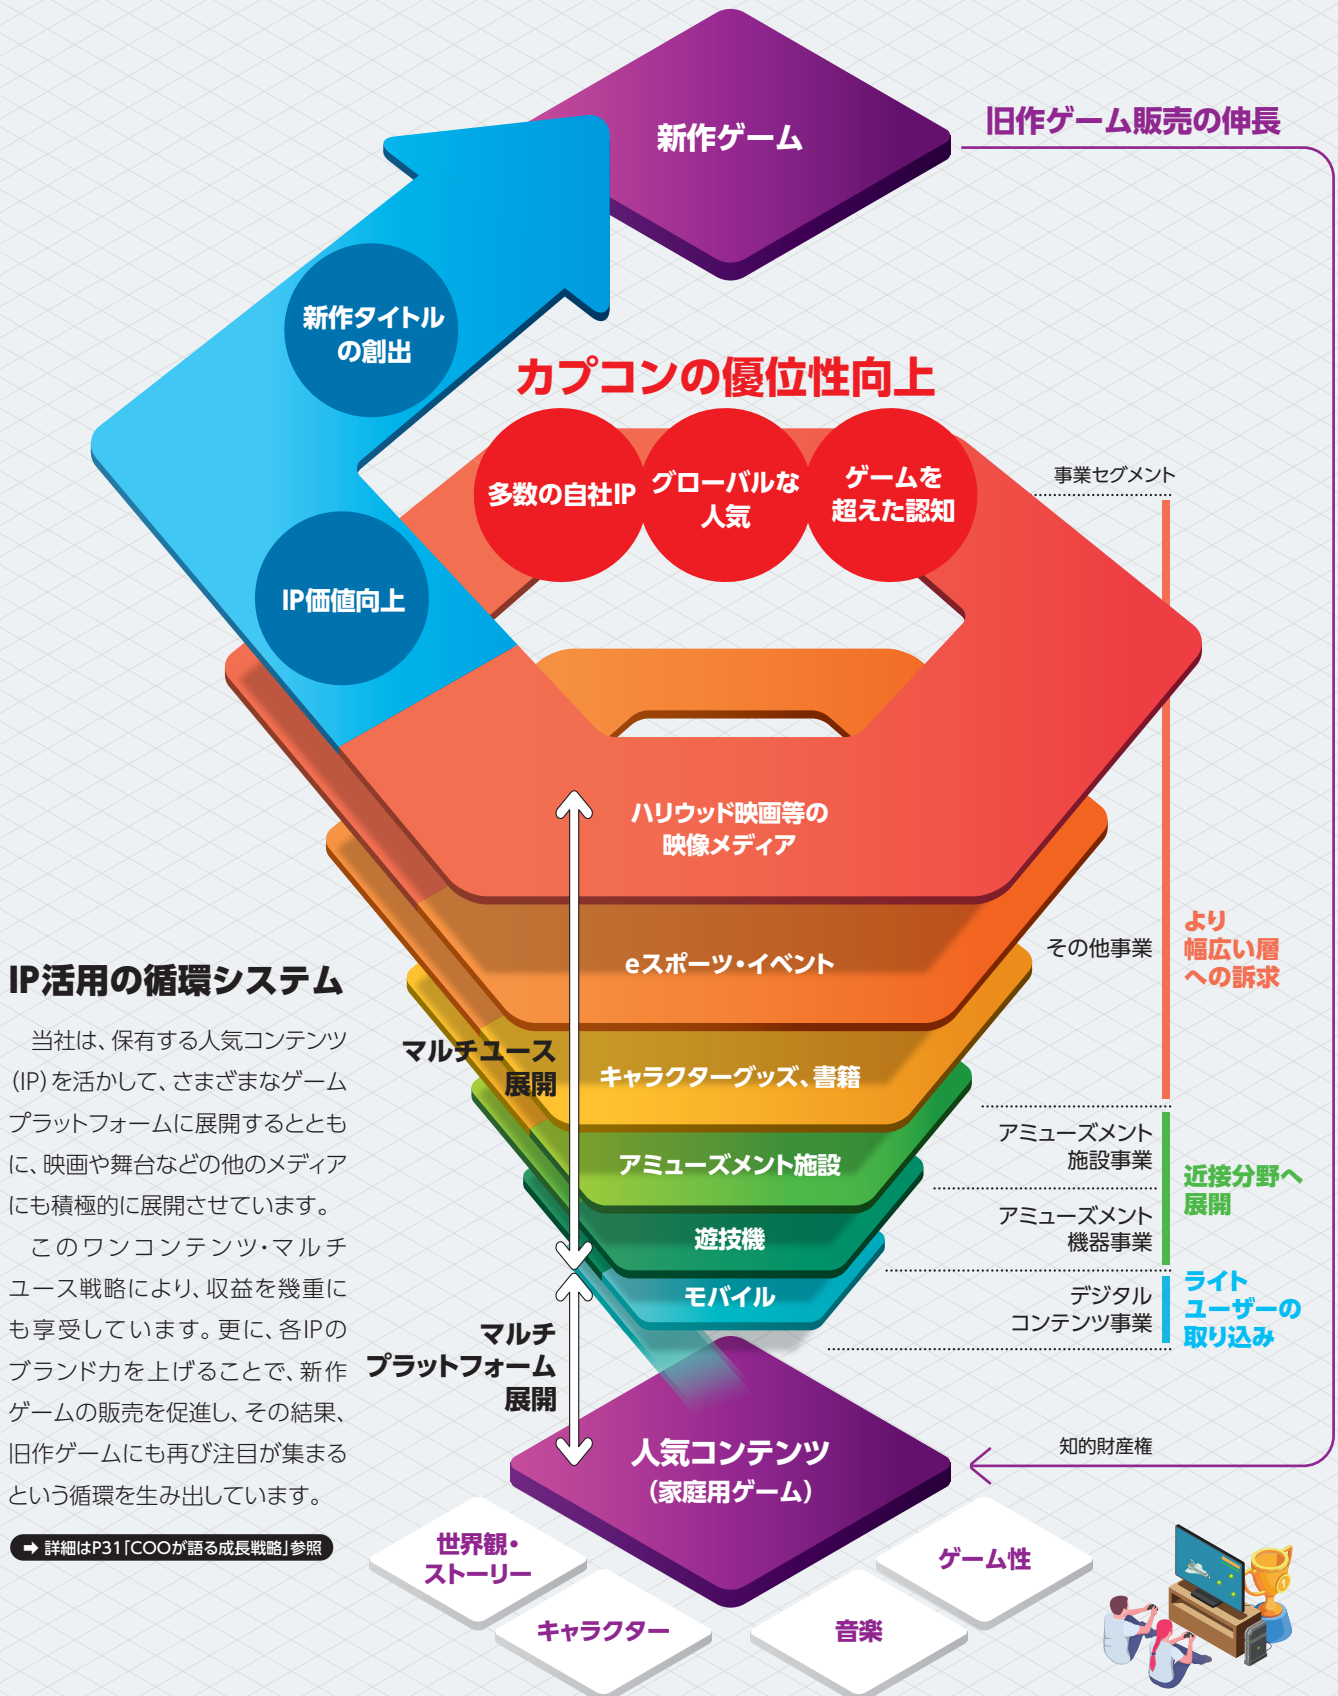 新作ゲーム
旧作ゲーム販売の伸長
新作タイトル
の創出
カプコンの優位性向上
多数の自社IP
グローバルな
人気
ゲームを
超えた認知
IP価値向上
事業セグメント
ハリウッド映画等の
映像メディア
eスポーツ・イベント
キャラクターグッズ、書籍
アミューズメント施設
遊技機
モバイル
マルチユース
展開
マルチ
プラットフォーム
展開
その他事業
より
幅広い層
への訴求
アミューズメント
施設事業
アミューズメント
機器事業
近接分野へ
展開
デジタル
コンテンツ事業
ライト
ユーザーの
取り込み
知的財産権
人気コンテンツ
（家庭用ゲーム）
世界観・
ストーリー
キャラクター
音楽
ゲーム性
IP活用の循環システム
当社は、保有する人気コンテンツ
（IP）を活かして、さまざまなゲーム
プラットフォームに展開するととも
に、映画や舞台などの他のメディア
にも積極的に展開させています。
このワンコンテンツ・マルチ
ユース戦略により、収益を幾重に
も享受しています。更に、各IPの
ブランド力を上げることで、新作
ゲームの販売を促進し、その結果、
旧作ゲームにも再び注目が集まる
という循環を生み出しています。
➡ 詳細はP31「COOが語る成長戦略」参照
1